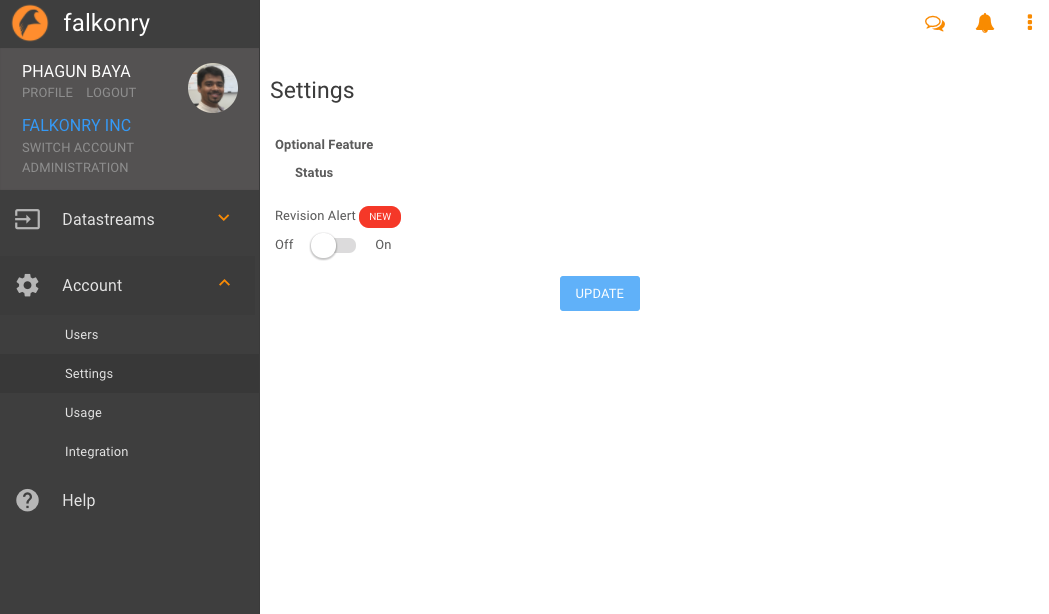 falkonry
PHAGUN BAYA
PROFILE LOGOUT
FALKONRY INC
SWITCH ACCOUNT
ADMINISTRATION
Datastreams
Account
Users
Settings
Usage
Integration
Help
Settings
Optional Feature
Status
Revision Alert NEW
Off On
UPDATE